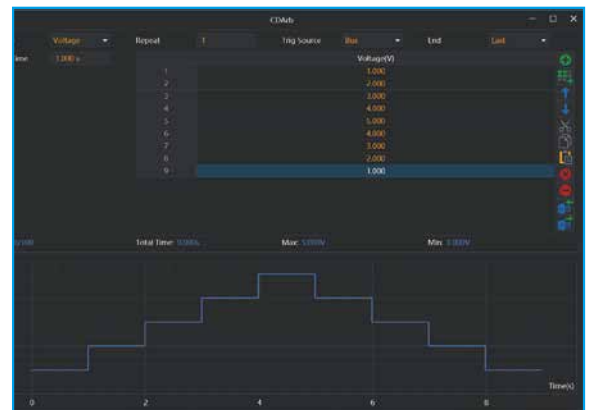 CDArb
Voltage Repeat 1 Trig Source Bus End Last
ime 1.000 s Voltage(V)
1 1.000
2 2.000
3 3.000
4 4.000
5 5.000
6 4.000
7 3.000
8 2.000
9 1.000
Total Time: Max: Min:
Time(s)
0 2 4 6 8